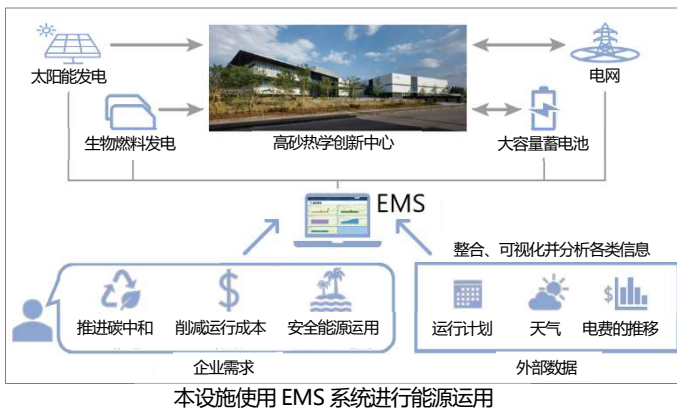 太阳能发电
电网
生物燃料发电
高砂热学创新中心
大容量蓄电池
EMS
整合、可视化并分析各类信息
推进碳中和
削减运行成本
安全能源运用
运行计划
天气
电费的推移
企业需求
外部数据
本设施使用 EMS 系统进行能源运用